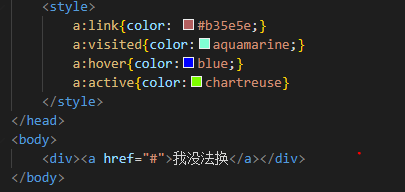 <style>
a:link{color: #b35e5e;}
a:visited{color:aquamarine;}
a:hover{color:blue;}
a:active{color:chartreuse}
</style>
</head>
<body>
<div><a href="#">我没法换</a></div>
</body>